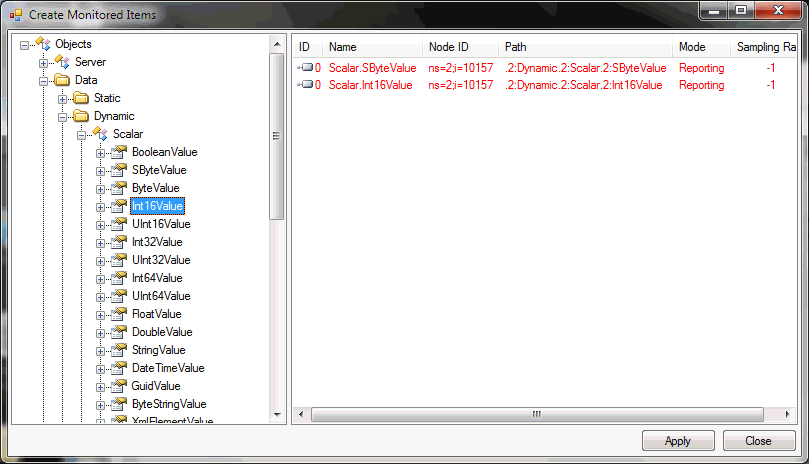 Create Monitored Items
Objects
Server
Data
Static
Dynamic
Scalar
BooleanValue
SByteValue
ByteValue
Int16Value
UInt16Value
Int32Value
UInt32Value
Int64Value
UInt64Value
FloatValue
DoubleValue
StringValue
DateTimeValue
GuidValue
ByteStringValue
XmlElementValue
ID Name Node ID Path Mode Sampling Ra
0 Scalar.SByteValue ns=2;i=10157 .2:Dynamic.2:Scalar.2:SByteValue Reporting -1
0 Scalar.Int16Value ns=2;i=10157 .2:Dynamic.2:Scalar.2:Int16Value Reporting -1
Apply Close